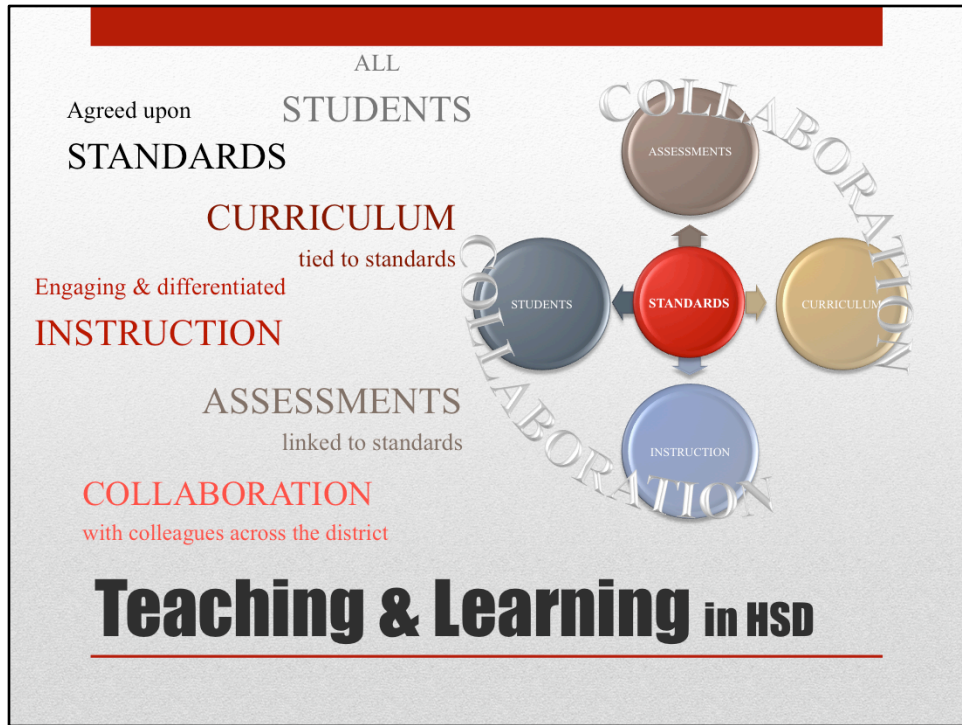 ALL
STUDENTS
Agreed upon
STANDARDS
CURRICULUM
tied to standards
Engaging & differentiated
INSTRUCTION
ASSESSMENTS
linked to standards
COLLABORATION
with colleagues across the district
COLLABORATION
ASSESSMENTS
STUDENTS
STANDARDS
CURRICULUM
INSTRUCTION
COLLABORATION
Teaching & Learning in HSD